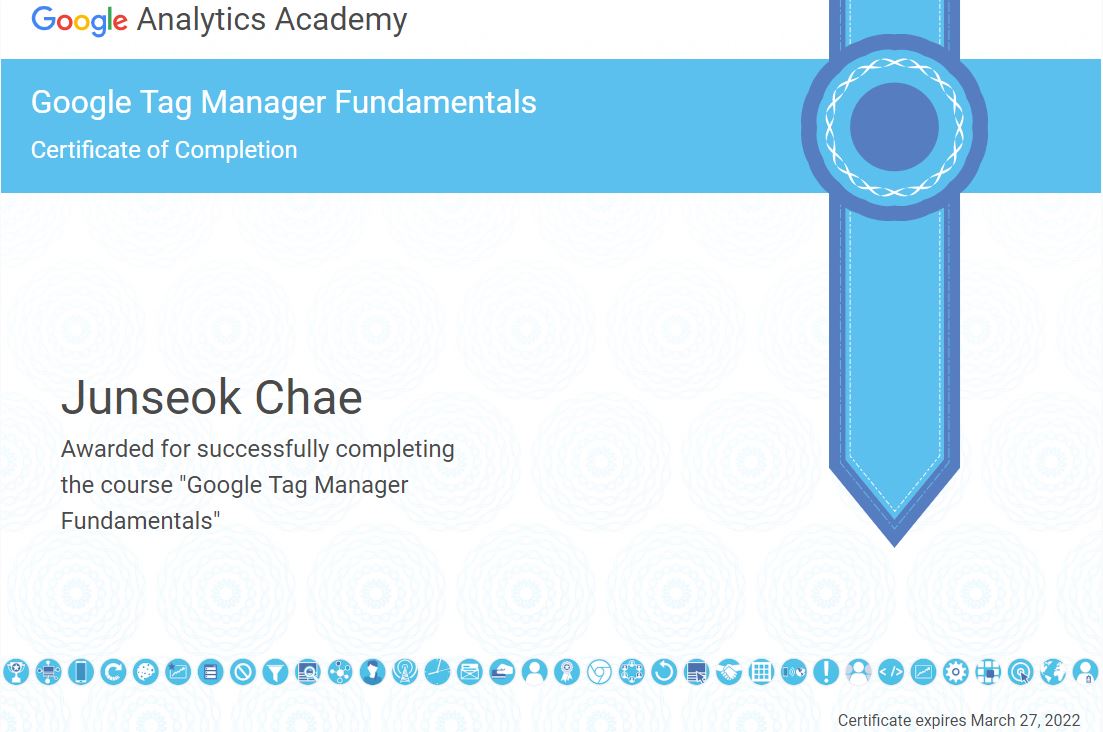 Google Analytics Academy
Google Tag Manager Fundamentals
Certificate of Completion
Junseok Chae
Awarded for successfully completing
the course "Google Tag Manager
Fundamentals"
Certificate expires March 27, 2022